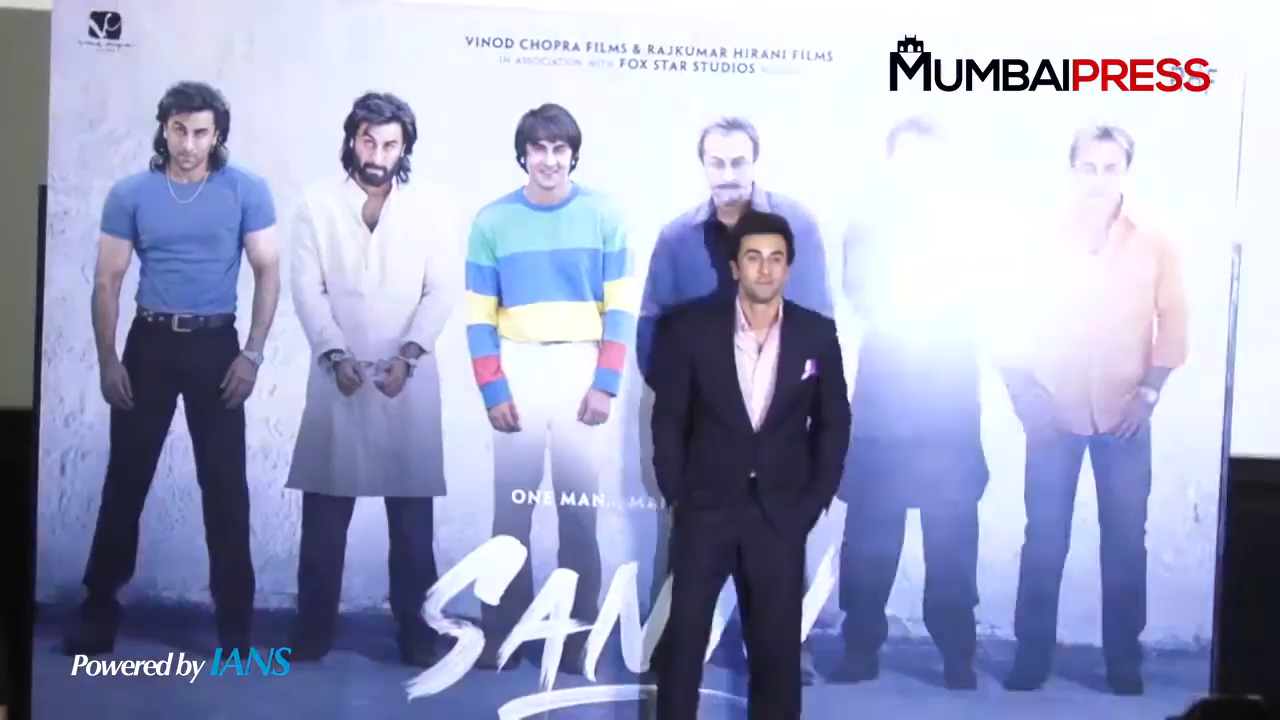 VINOD CHOPRA FILMS & RAJKUMAR HIRANI FILMS
IN ASSOCIATION WITH FOX STAR STUDIOS
MUMBAIPRESS
ONE MAN...
Powered by IANS